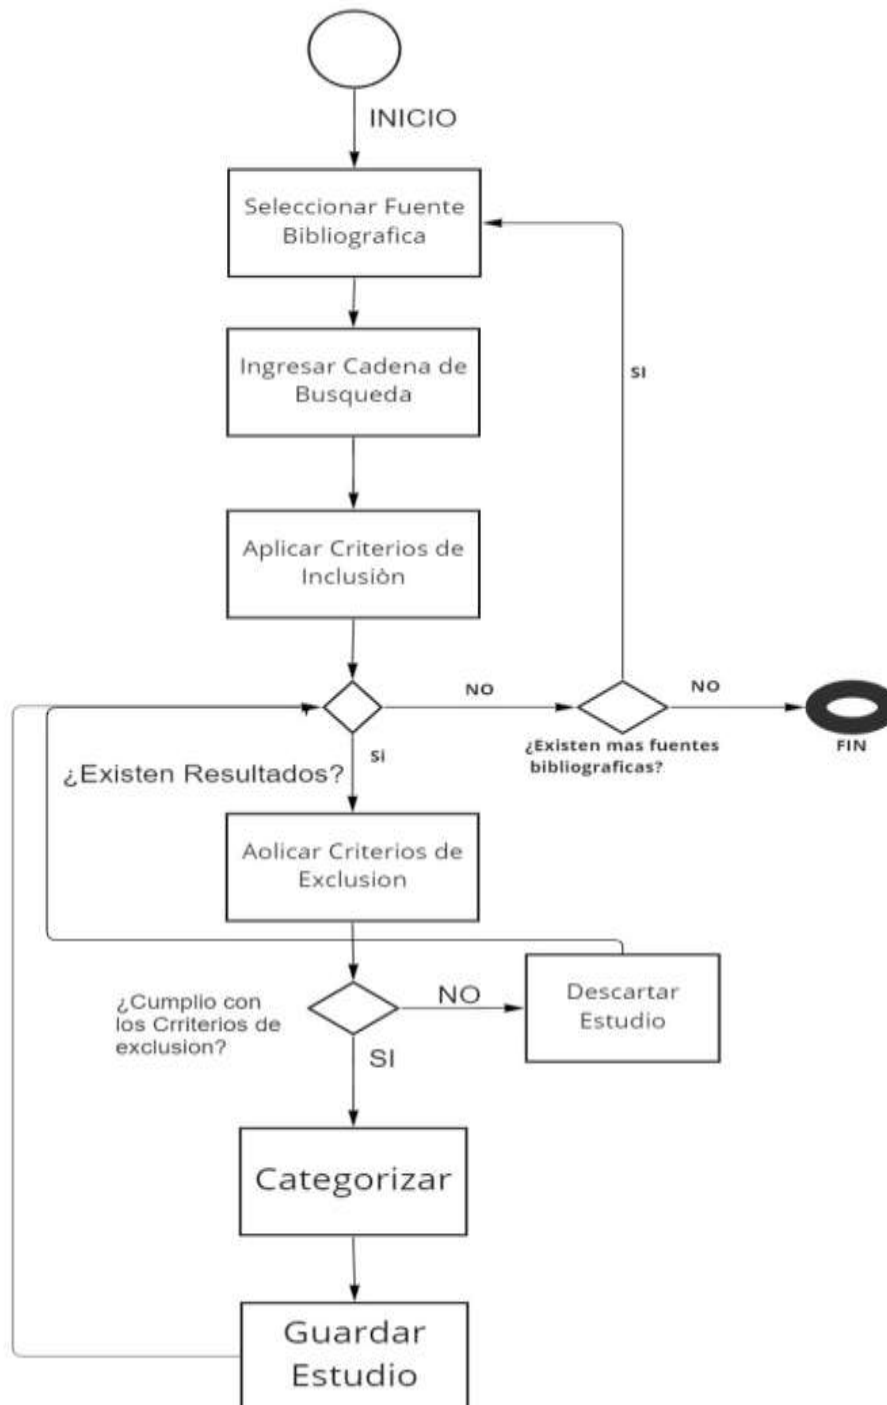 INICIO
Seleccionar Fuente
Bibliografica
Ingresar Cadena de
Busqueda
SI
Aplicar Criterios de
Inclusiòn
NO
NO
¿Existen mas fuentes
bibliograficas?
FIN
Si
¿Existen Resultados?
Aolicar Criterios de
Exclusion
¿Cumplio con
los Crriterios de
exclusion?
NO
Descartar
Estudio
SI
Categorizar
Guardar
Estudio